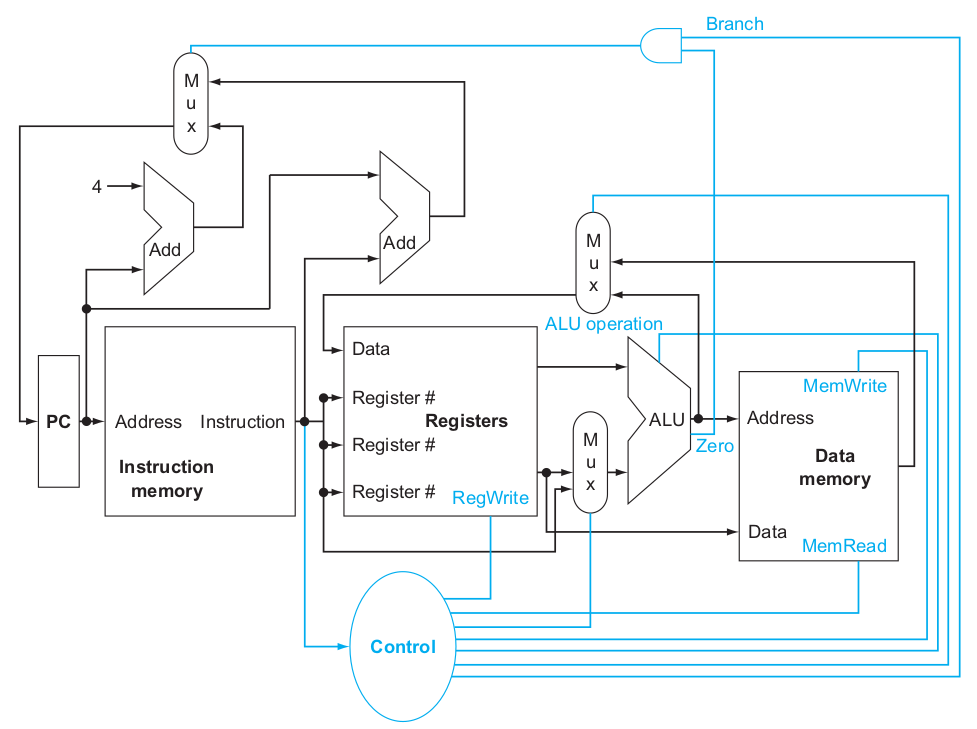 Branch
M
u
x
4
Add
Add
M
u
x
ALU operation
Data
Register #
Register #
Register #
Registers
RegWrite
PC
Address
Instruction
Instruction
memory
M
u
x
ALU
Zero
MemWrite
Address
Data
memory
Data
MemRead
Control